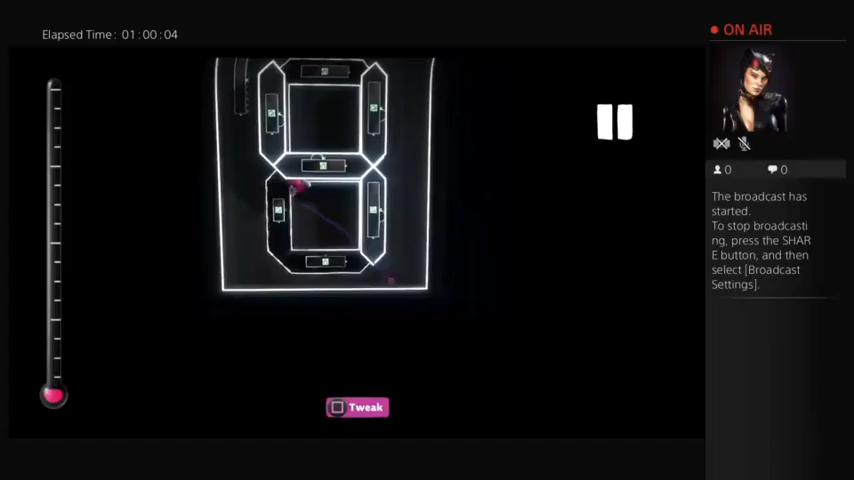 Elapsed Time: 01:00:04
ON AIR
0
0
The broadcast has
started.
To stop broadcasti
ng, press the SHAR
E button, and then
select [Broadcast
Settings].
Tweak